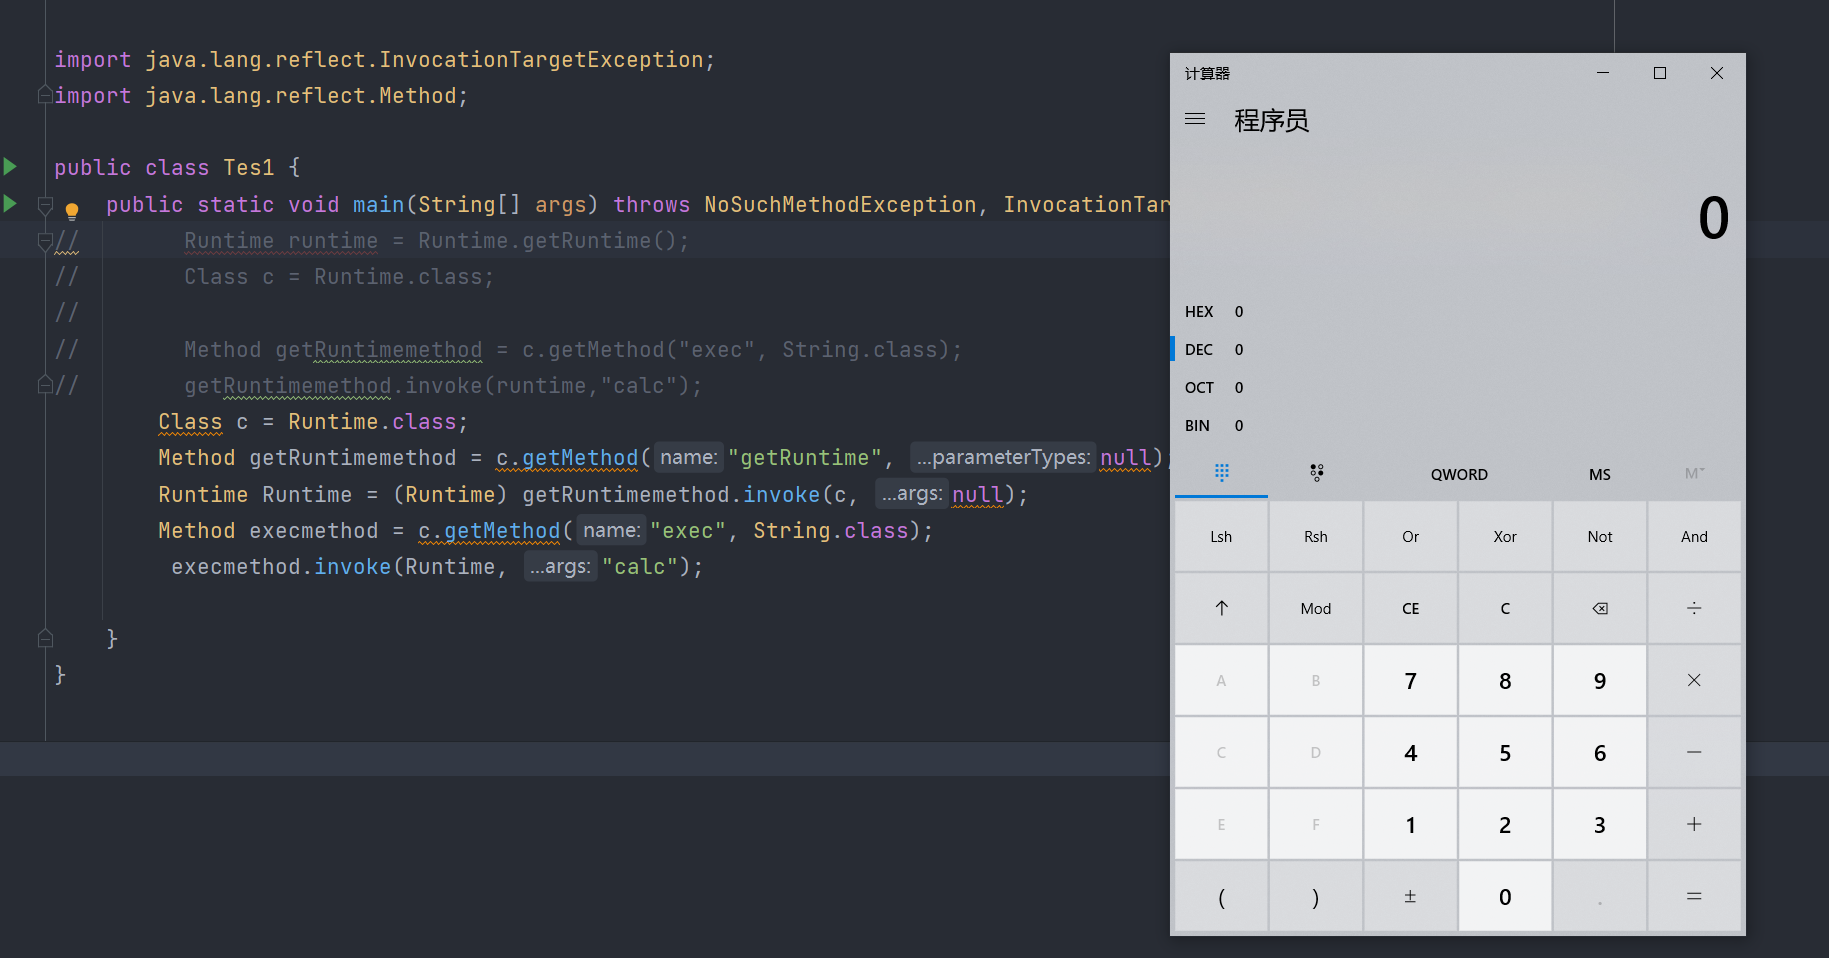 import java.lang.reflect.InvocationTargetException;
import java.lang.reflect.Method;
public class Tes1 {
public static void main(String[] args) throws NoSuchMethodException, InvocationTar
// Runtime runtime = Runtime.getRuntime();
// Class c = Runtime.class;
//
// Method getRuntimemethod = c.getMethod("exec", String.class);
// getRuntimemethod.invoke(runtime,"calc");
Class c = Runtime.class;
Method getRuntimemethod = c.getMethod( name: "getRuntime", ...parameterTypes: null);
Runtime Runtime = (Runtime) getRuntimemethod.invoke(c, ...args: null);
Method execmethod = c.getMethod( name: "exec", String.class);
execmethod.invoke(Runtime, ...args: "calc");
}
}
计算器
程序员
0
HEX 0
DEC 0
OCT 0
BIN 0
QWORD MS M˅
Lsh Rsh Or Xor Not And
↑ Mod CE C ⌫ ÷
A B 7 8 9 ×
C D 4 5 6 −
E F 1 2 3 +
( ) ± 0 . =